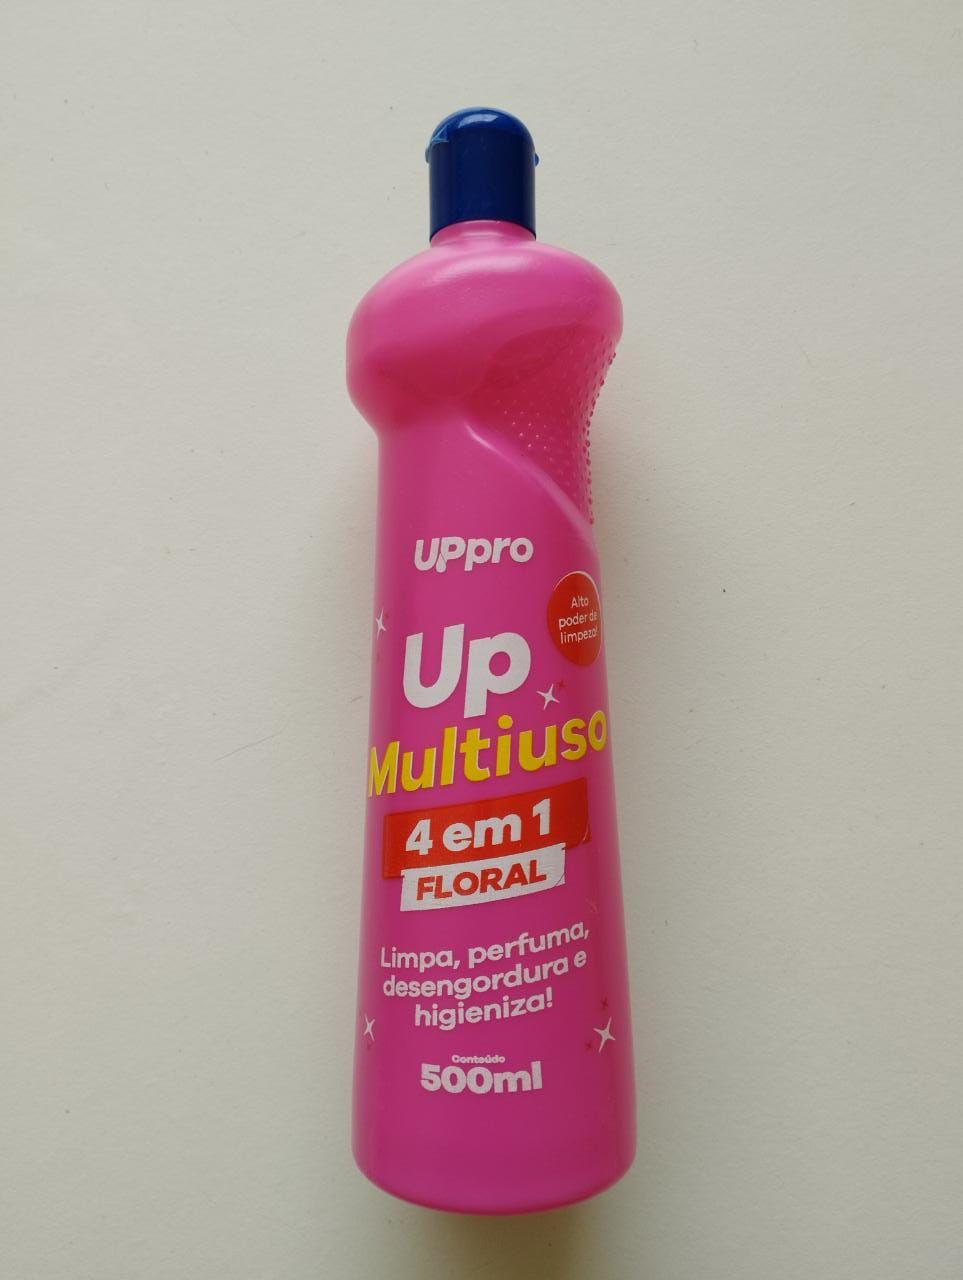 UPpro
Alto
poder de
limpeza!
Up
Multiuso
4 em 1
FLORAL
Limpa, perfuma,
desengordura e
higieniza!
Conteúdo
500ml